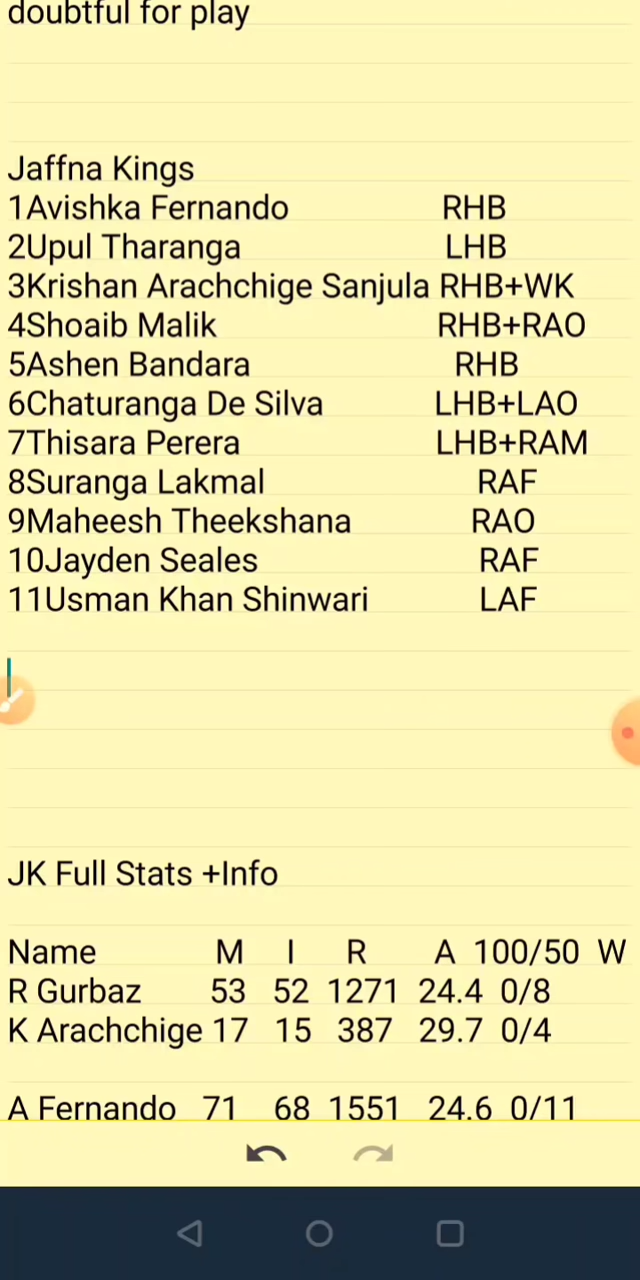 doubtful for play
Jaffna Kings
1Avishka Fernando RHB
2Upul Tharanga LHB
3Krishan Arachchige Sanjula RHB+WK
4Shoaib Malik RHB+RAO
5Ashen Bandara RHB
6Chaturanga De Silva LHB+LAO
7Thisara Perera LHB+RAM
8Suranga Lakmal RAF
9Maheesh Theekshana RAO
10Jayden Seales RAF
11Usman Khan Shinwari LAF
JK Full Stats +Info
Name M I R A 100/50 W
R Gurbaz 53 52 1271 24.4 0/8
K Arachchige 17 15 387 29.7 0/4
A Fernando 71 68 1551 24.6 0/11